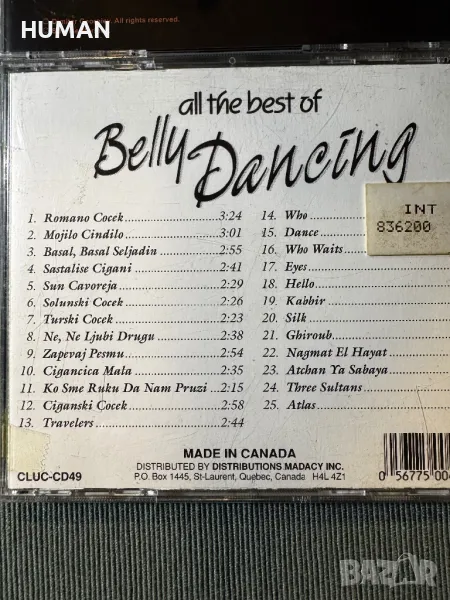 HUMAN
All rights reserved.
all the best of
Belly Dancing
INT
836200
1. Romano Cocek 3:24
2. Mojilo Cindilo 3:01
3. Basal, Basal Seljadin 2:55
4. Sastalise Cigani 2:41
5. Sun Cavoreja 2:29
6. Solunski Cocek 2:26
7. Turski Cocek 2:23
8. Ne, Ne Ljubi Drugu 2:38
9. Zapevaj Pesmu 2:54
10. Cigancica Mala 2:35
11. Ko Sme Ruku Da Nam Pruzi 2:15
12. Ciganski Cocek 2:58
13. Travelers 2:44
14. Who
15. Dance
16. Who Waits
17. Eyes
18. Hello
19. Kabbir
20. Silk
21. Ghiroub
22. Nagmat El Hayat
23. Atchan Ya Sabaya
24. Three Sultans
25. Atlas
MADE IN CANADA
DISTRIBUTED BY DISTRIBUTIONS MADACY INC.
P.O. Box 1445, St-Laurent, Quebec, Canada H4L 4Z1
CLUC-CD49
0 56775 00
BAZAR